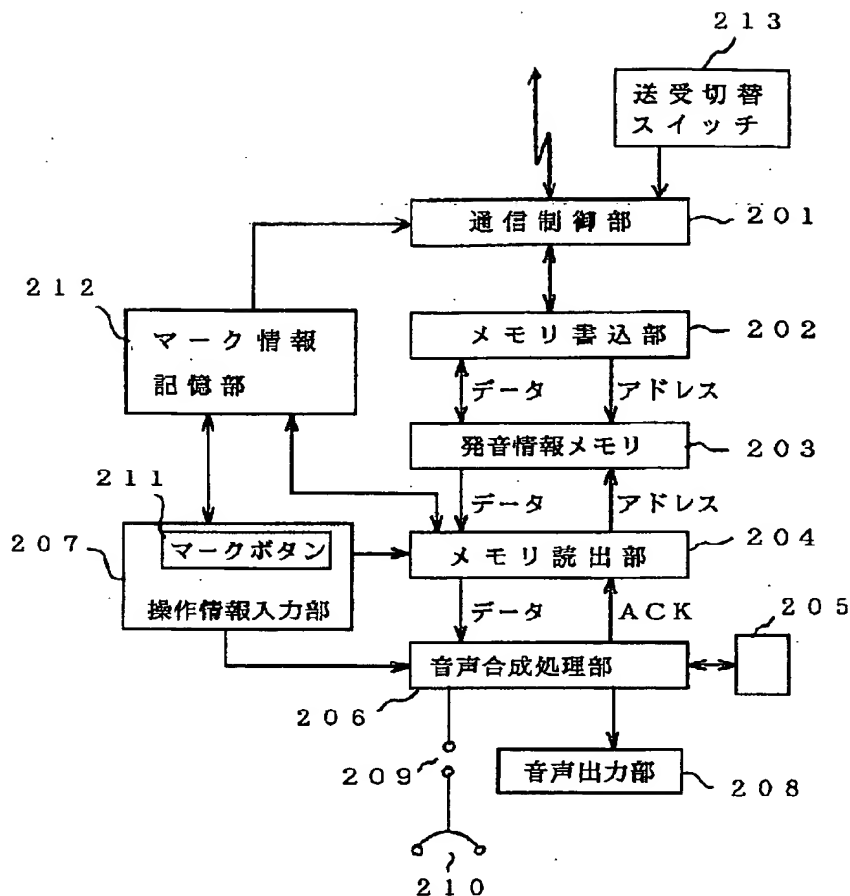 213
送受切替
スイッチ
通信制御部
201
212
マーク情報
記憶部
メモリ書込部
202
データ
アドレス
発音情報メモリ
203
211
データ
アドレス
207
マークボタン
メモリ読出部
204
操作情報入力部
データ
ACK
205
音声合成処理部
206
209
音声出力部
208
210